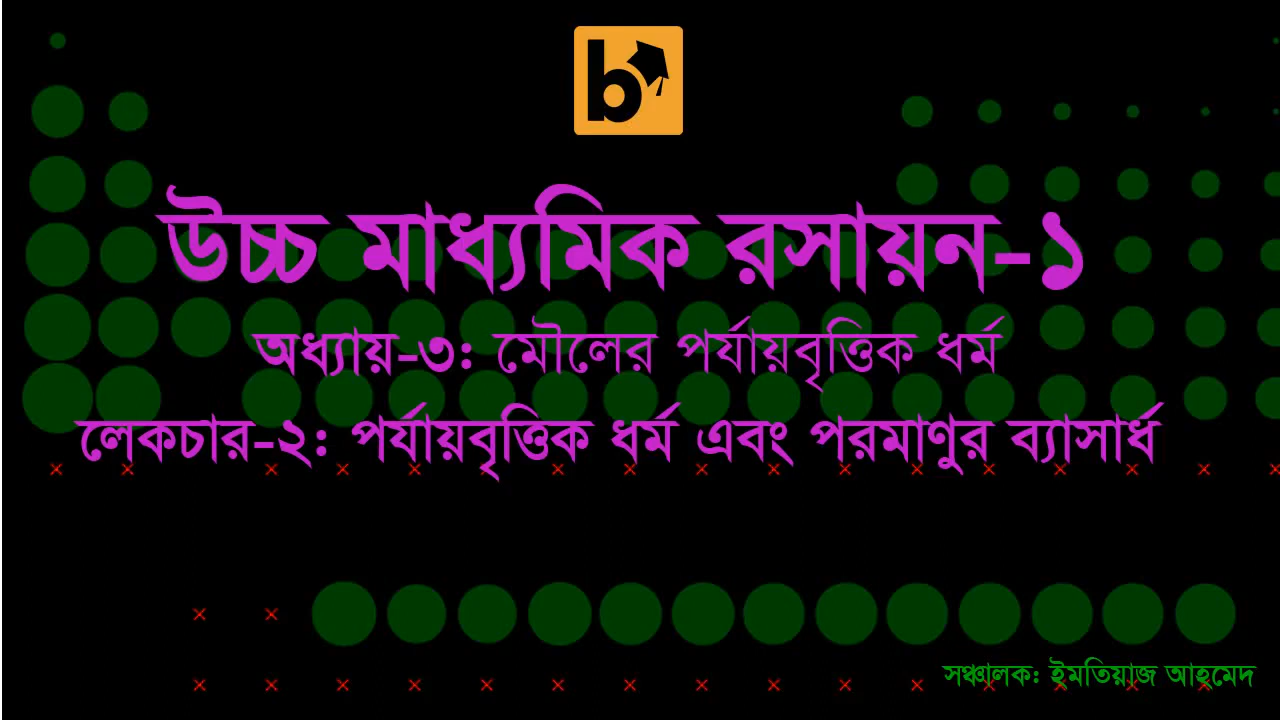 b
উচ্চ মাধ্যমিক রসায়ন-১
অধ্যায়-৩: মৌলের পর্যায়বৃত্তিক ধর্ম
লেকচার-২: পর্যায়বৃত্তিক ধর্ম এবং পরমাণুর ব্যাসার্ধ
সঞ্চালক: ইমতিয়াজ আহমেদ